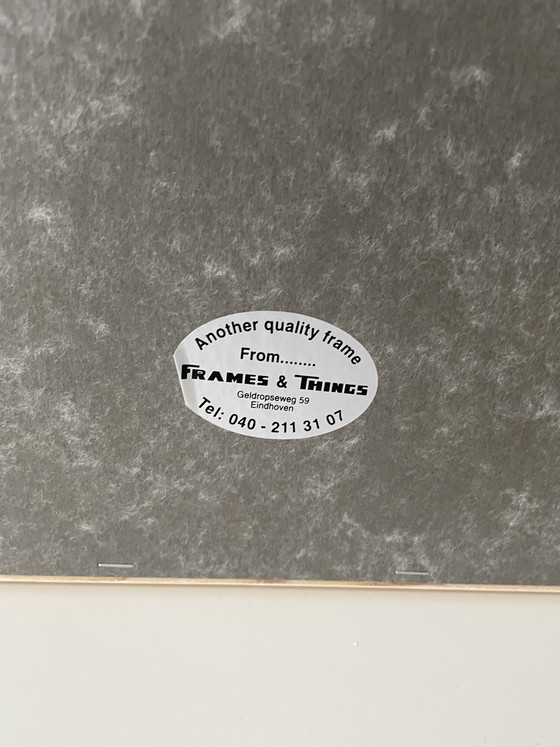 Another quality frame
From........
FRAMES & THINGS
Geldropseweg 59
Eindhoven
Tel: 040 - 211 31 07